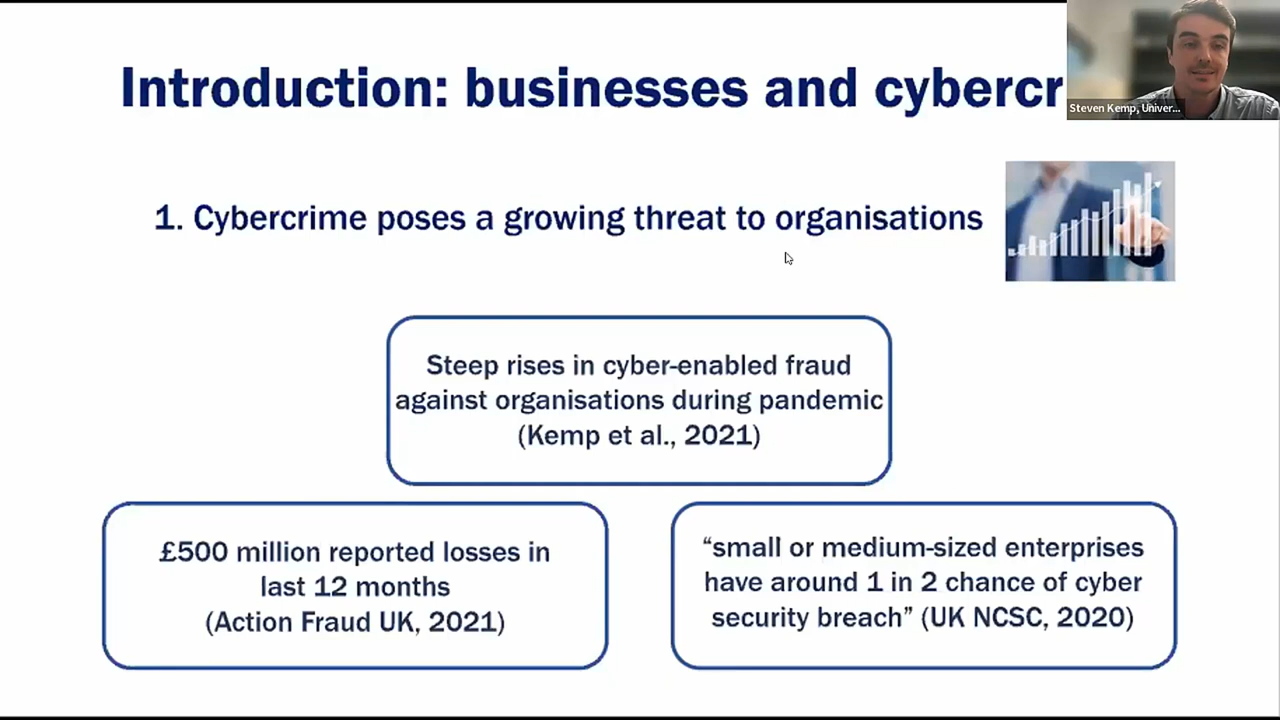 Introduction: businesses and cybercr
Steven Kemp, Univer...
1. Cybercrime poses a growing threat to organisations
Steep rises in cyber-enabled fraud
against organisations during pandemic
(Kemp et al., 2021)
£500 million reported losses in
last 12 months
(Action Fraud UK, 2021)
“small or medium-sized enterprises
have around 1 in 2 chance of cyber
security breach” (UK NCSC, 2020)